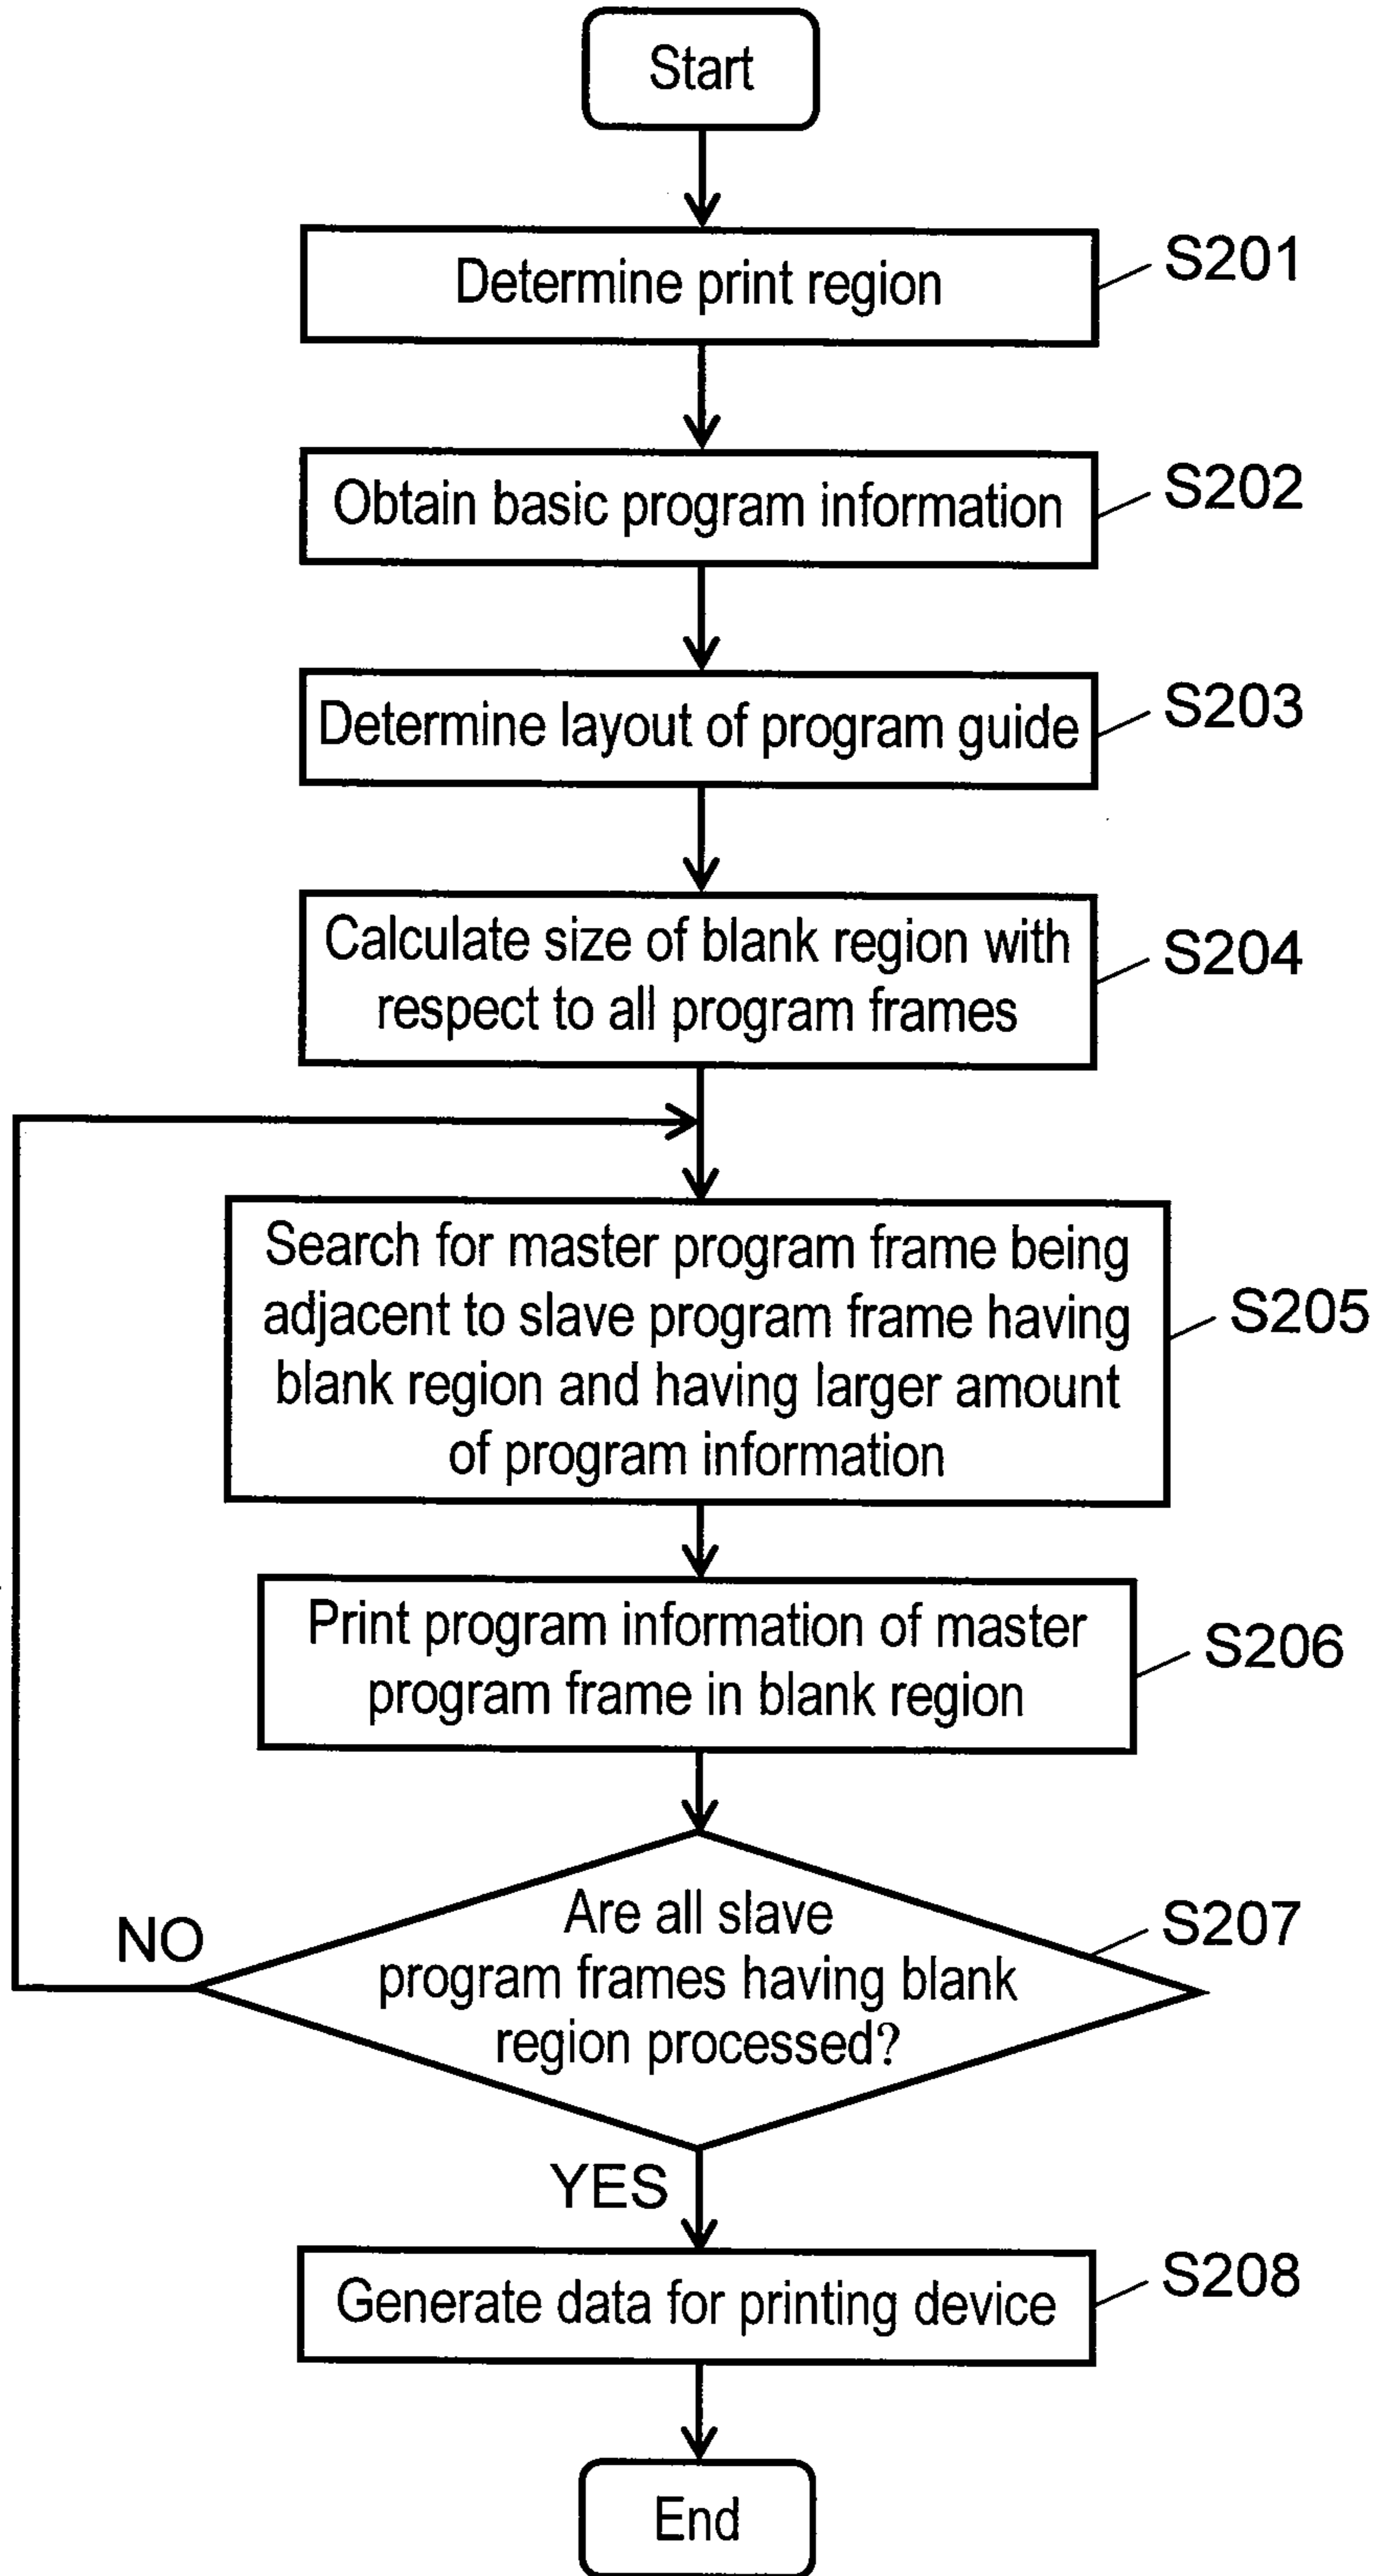 Start
Determine print region
S201
Obtain basic program information
S202
Determine layout of program guide
S203
Calculate size of blank region with
respect to all program frames
S204
Search for master program frame being
adjacent to slave program frame having
blank region and having larger amount
of program information
S205
Print program information of master
program frame in blank region
S206
Are all slave
program frames having blank
region processed?
S207
NO
YES
Generate data for printing device
S208
End